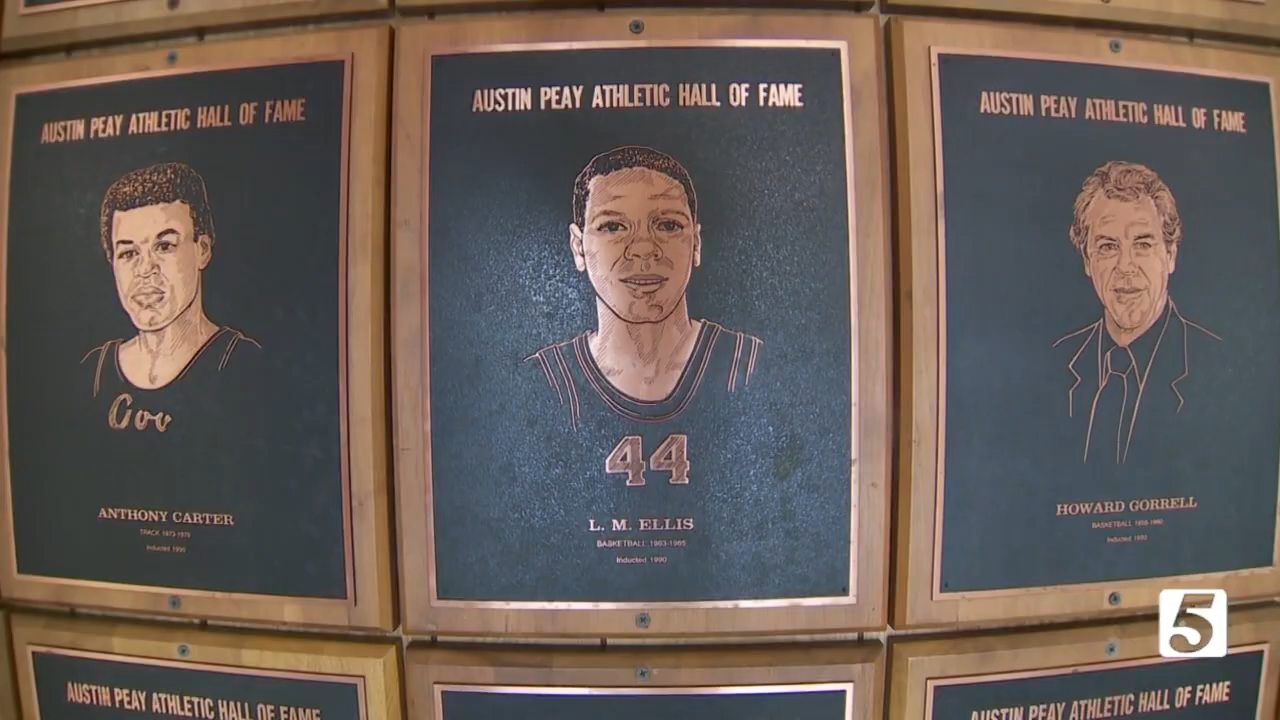 AUSTIN PEAY ATHLETIC HALL OF FAME
Gov
ANTHONY CARTER
TRACK
Inducted
AUSTIN PEAY ATHLETIC HALL OF FAME
44
L. M. ELLIS
BASKETBALL 1963-1965
Inducted 1990
AUSTIN PEAY ATHLETIC HALL OF FAME
HOWARD GORRELL
BASKETBALL
Inducted
AUSTIN PEAY ATHLETIC HALL OF FAME
AUSTIN PEAY ATHLETIC HALL OF FAME
5